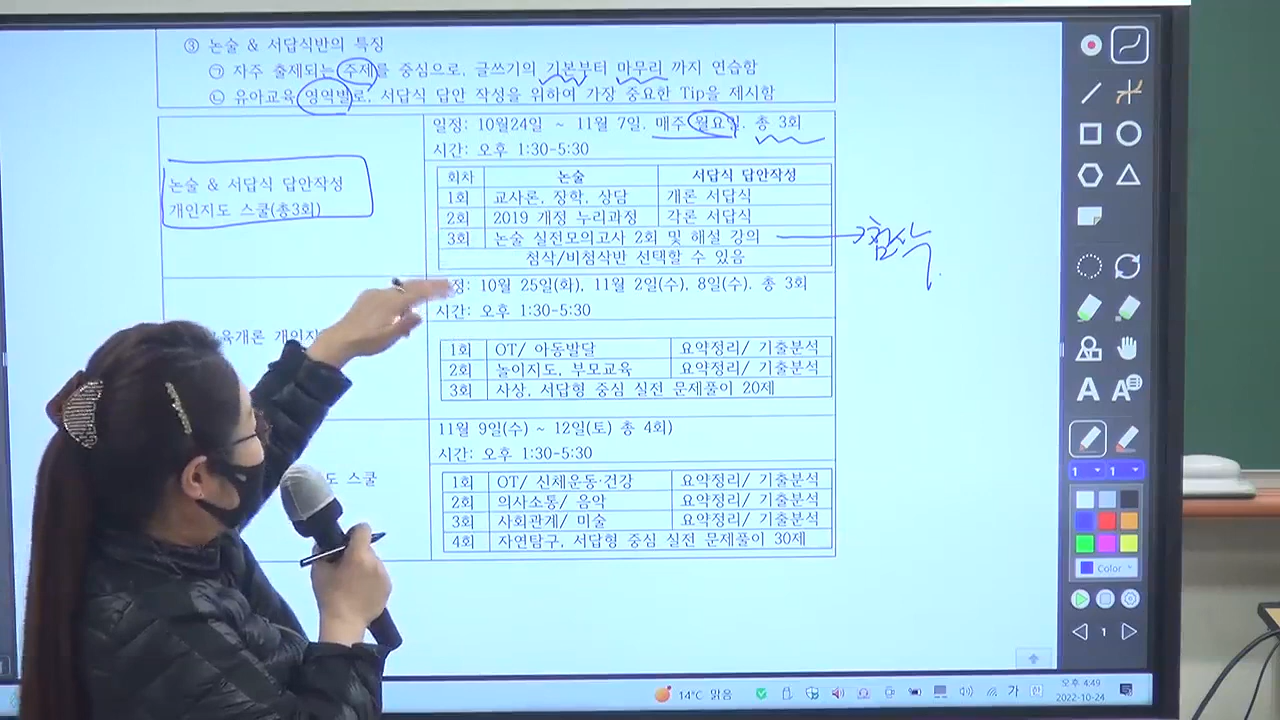 ③ 논술 & 서답식반의 특징
㉠ 자주 출제되는 주제를 중심으로, 글쓰기의 기본부터 마무리 까지 연습함
㉡ 유아교육 영역별로, 서답식 답안 작성을 위하여 가장 중요한 Tip을 제시함
논술 & 서답식 답안작성
개인지도 스쿨(총3회)
일정: 10월24일 ~ 11월 7일. 매주 월요일. 총 3회
시간: 오후 1:30-5:30
회차 논술 서답식 답안작성
1회 교사론, 장학, 상담 개론 서답식
2회 2019 개정 누리과정 각론 서답식
3회 논술 실전모의고사 2회 및 해설 강의
첨삭
첨삭/비첨삭반 선택할 수 있음
정: 10월 25일(화), 11월 2일(수), 8일(수). 총 3회
시간: 오후 1:30-5:30
육개론 개인지
1회 OT/ 아동발달 요약정리/ 기출분석
2회 놀이지도, 부모교육 요약정리/ 기출분석
3회 사상, 서답형 중심 실전 문제풀이 20제
11월 9일(수) ~ 12일(토) 총 4회)
시간: 오후 1:30-5:30
도 스쿨
1회 OT/ 신체운동·건강 요약정리/ 기출분석
2회 의사소통/ 음악 요약정리/ 기출분석
3회 사회관계/ 미술 요약정리/ 기출분석
4회 자연탐구, 서답형 중심 실전 문제풀이 30제
A A
1 1
Color
1
14°C 맑음
가
한
오후 4:49
2022-10-24